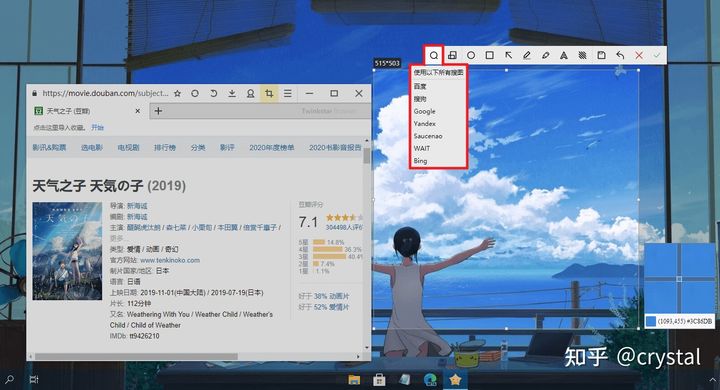 515*503
使用以下所有搜图
百度
搜狗
Google
Yandex
Saucenao
WAIT
Bing
https://movie.douban.com/subject...
天气之子 (豆瓣)
Twinkstar Browser
点击这里导入收藏。 开始
影讯&购票 选电影 电视剧 排行榜 分类 影评 2020年度榜单 2020书影音报告
天气之子 天気の子 (2019)
导演: 新海诚
编剧: 新海诚
主演: 醍醐虎汰朗 / 森七菜 / 小栗旬 / 本田翼 / 倍赏千惠子 /
更多...
类型: 爱情 / 动画 / 奇幻
官方网站: www.tenkinoko.com
制片国家/地区: 日本
语言: 日语
上映日期: 2019-11-01(中国大陆) / 2019-07-19(日本)
片长: 112分钟
又名: Weathering With You / Weather Child / Weather's
Child / Child of Weather
IMDb: tt9426210
豆瓣评分
7.1
304498人评价
5星 14.8%
4星 36.3%
3星 40.4%
2星 7.4%
1星 1.1%
好于 38% 动画片
好于 52% 爱情片
(1093,455) #3C86DB
知乎 @crystal